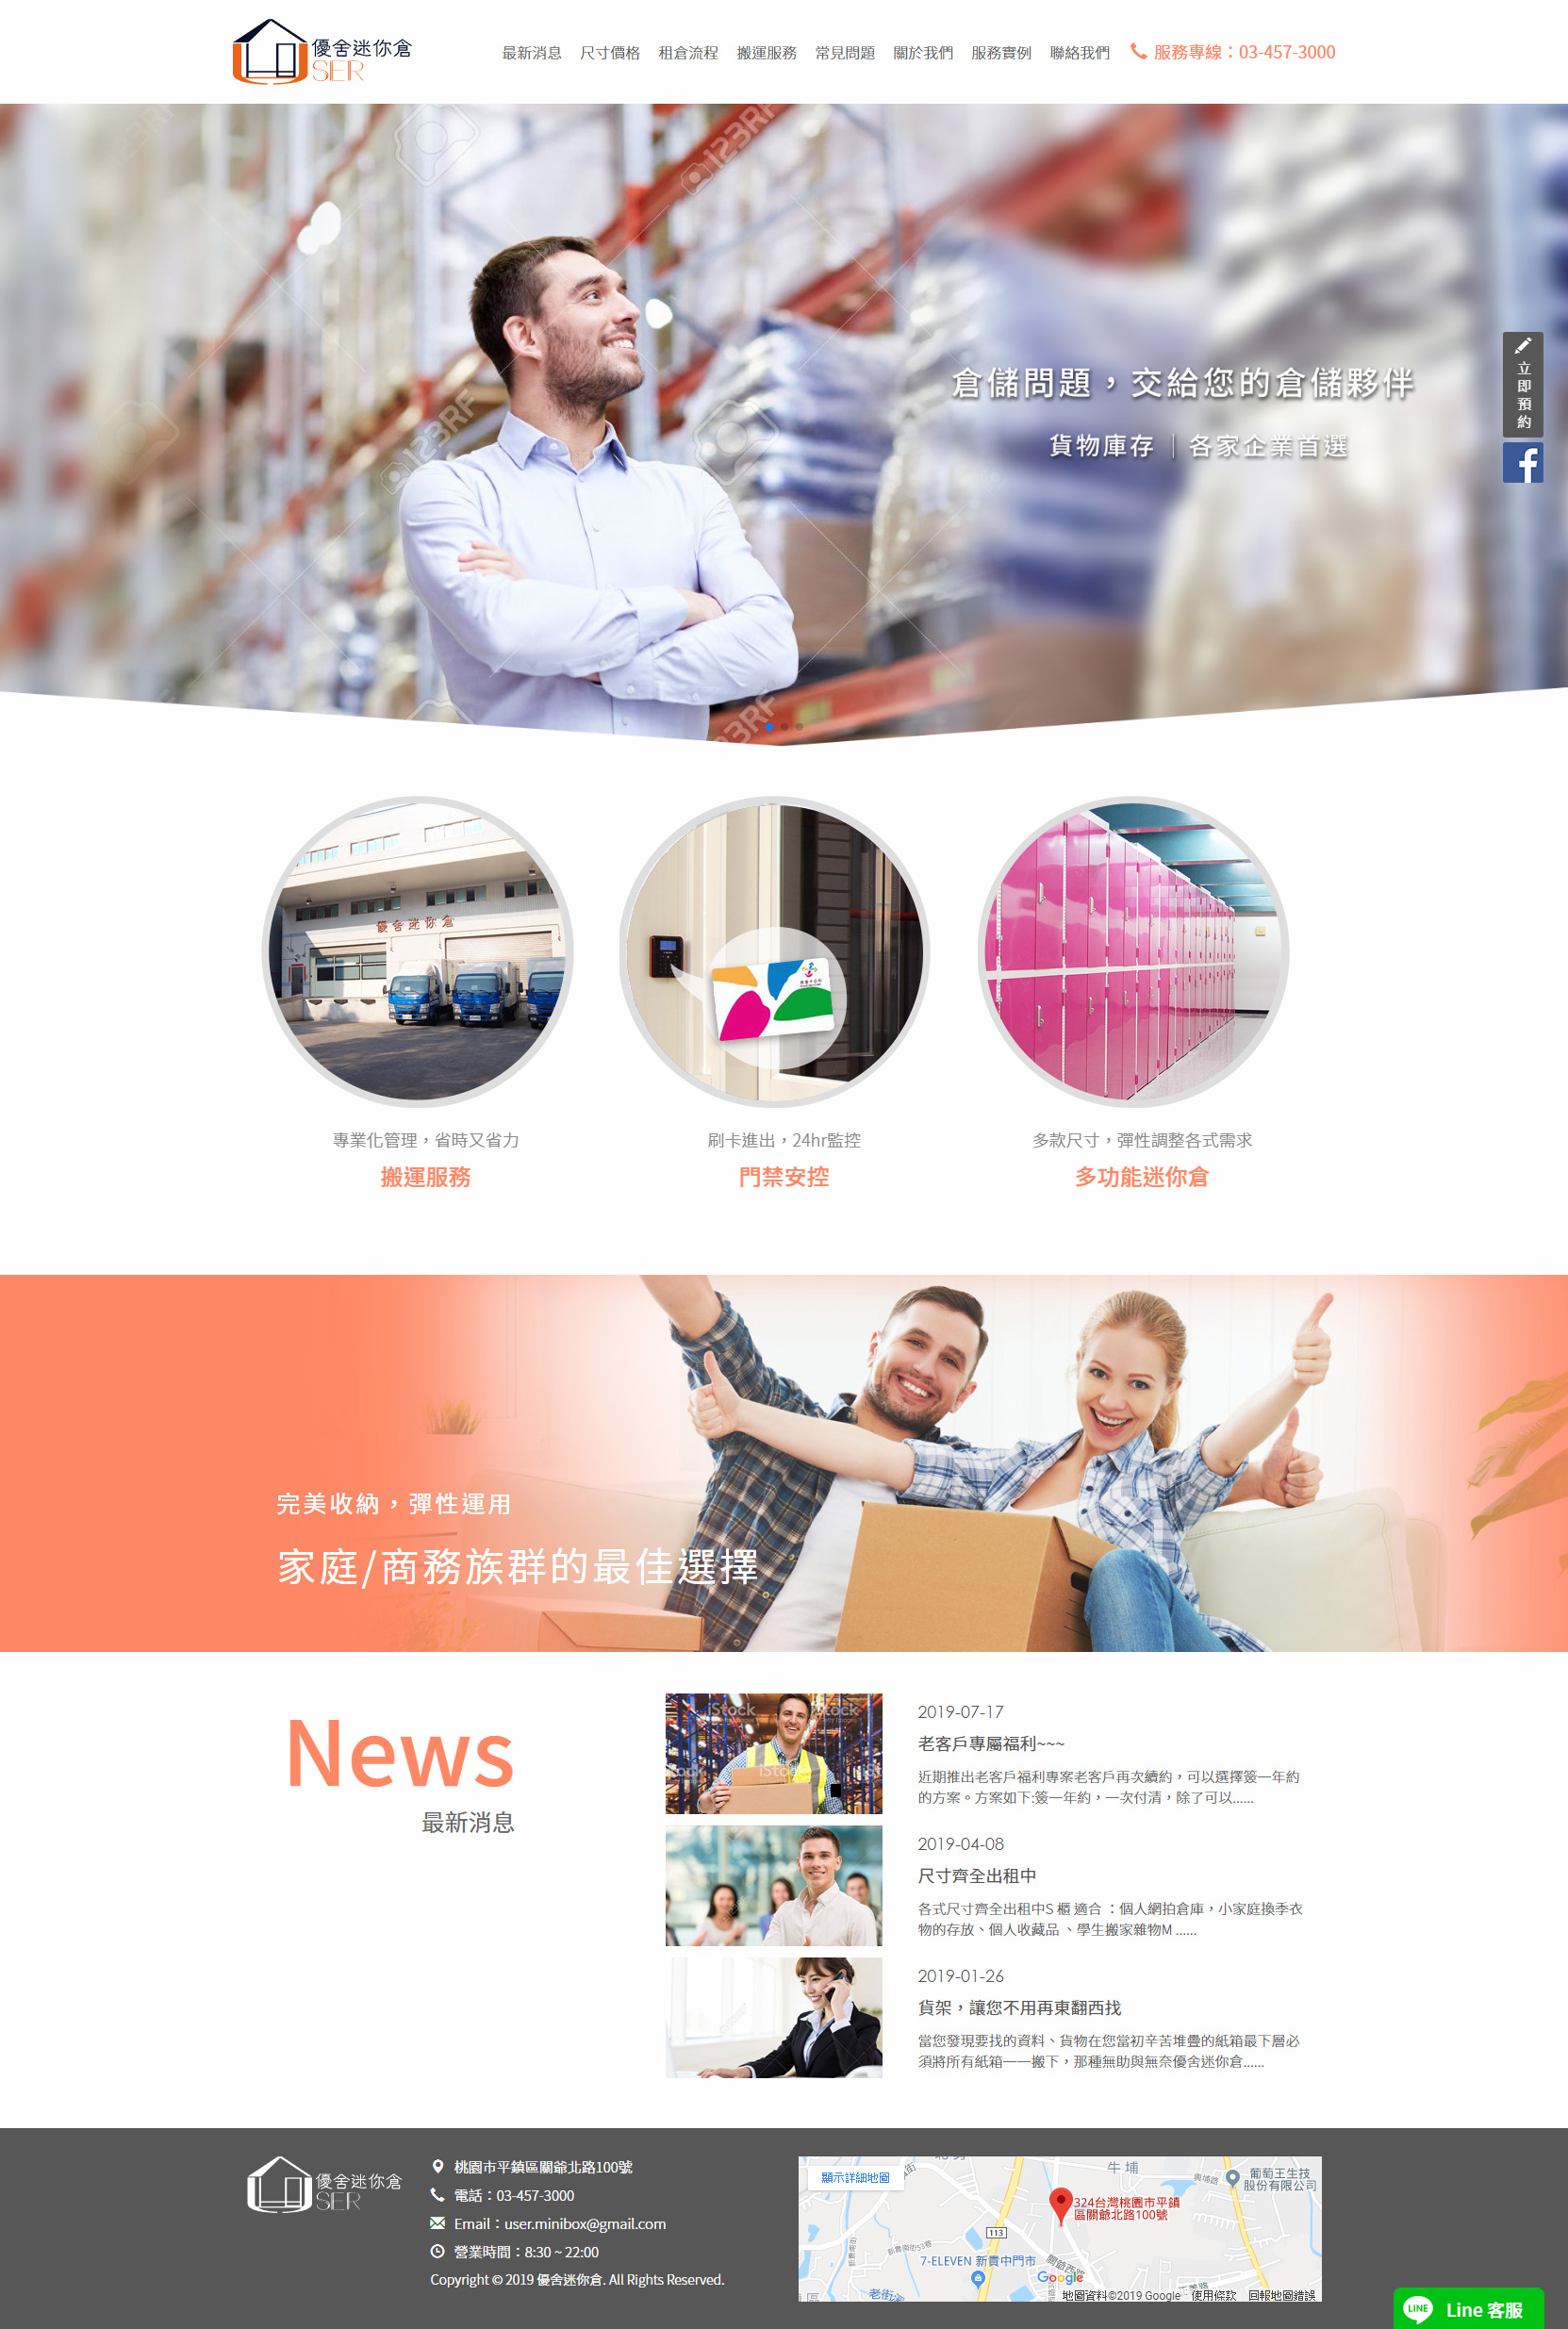 優舍迷你倉
SER
最新消息 尺寸價格 租倉流程 搬運服務 常見問題 關於我們 服務實例 聯絡我們 服務專線：03-457-3000
123RF
123RF
123RF
倉儲問題，交給您的倉儲夥伴
貨物庫存｜各家企業首選
立即預約
優舍迷你倉
專業化管理，省時又省力
搬運服務
刷卡進出，24hr監控
門禁安控
多款尺寸，彈性調整各式需求
多功能迷你倉
完美收納，彈性運用
家庭/商務族群的最佳選擇
News
最新消息
iStock
iStock
2019-07-17
老客戶專屬福利~~~
近期推出老客戶福利專案老客戶再次續約，可以選擇簽一年約
的方案。方案如下:簽一年約，一次付清，除了可以......
2019-04-08
尺寸齊全出租中
各式尺寸齊全出租中S 櫃 適合 ：個人網拍倉庫，小家庭換季衣
物的存放、個人收藏品 、學生搬家雜物M ......
2019-01-26
貨架，讓您不用再東翻西找
當您發現要找的資料、貨物在您當初辛苦堆疊的紙箱最下層必
須將所有紙箱一一搬下，那種無助與無奈優舍迷你倉......
優舍迷你倉
SER
桃園市平鎮區關爺北路100號
電話：03-457-3000
Email：user.minibox@gmail.com
營業時間：8:30 ~ 22:00
Copyright © 2019 優舍迷你倉. All Rights Reserved.
顯示詳細地圖
牛埔
興埔路
葡萄王生技
股份有限公司
324台灣桃園市平鎮
區關爺北路100號
113
新貴南街53巷
7-ELEVEN 新貴中門市
關爺西路
Google
老街
地圖資料©2019 Google 使用條款 回報地圖錯誤
LINE
Line 客服